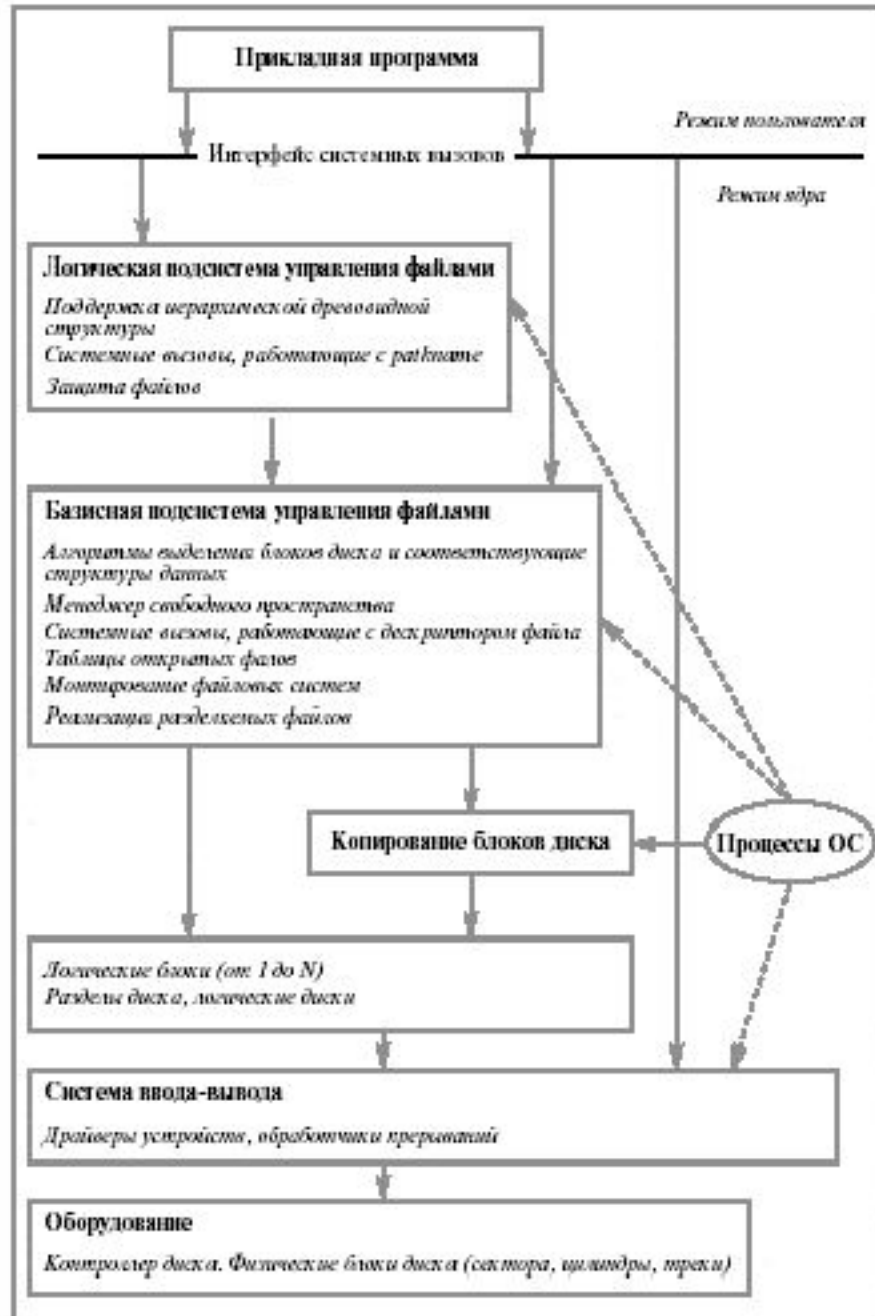 Прикладная программа
Режим пользователя
Интерфейс системных вызовов
Режим ядра
Логическая подсистема управления файлами
Поддержка иерархической древовидной
структуры
Системные вызовы, работающие с pathname
Защита файлов
Базисная подсистема управления файлами
Алгоритмы выделения блоков диска и соответствующие
структуры данных
Менеджер свободного пространства
Системные вызовы, работающие с дескриптором файла
Таблицы открытых фалов
Монтирование файловых систем
Реализация разделяемых файлов
Копирование блоков диска
Процессы ОС
Логические блоки (от 1 до N)
Разделы диска, логические диски
Система ввода-вывода
Драйверы устройств, обработчики прерываний
Оборудование
Контроллер диска. Физические блоки диска (сектора, цилиндры, треки)